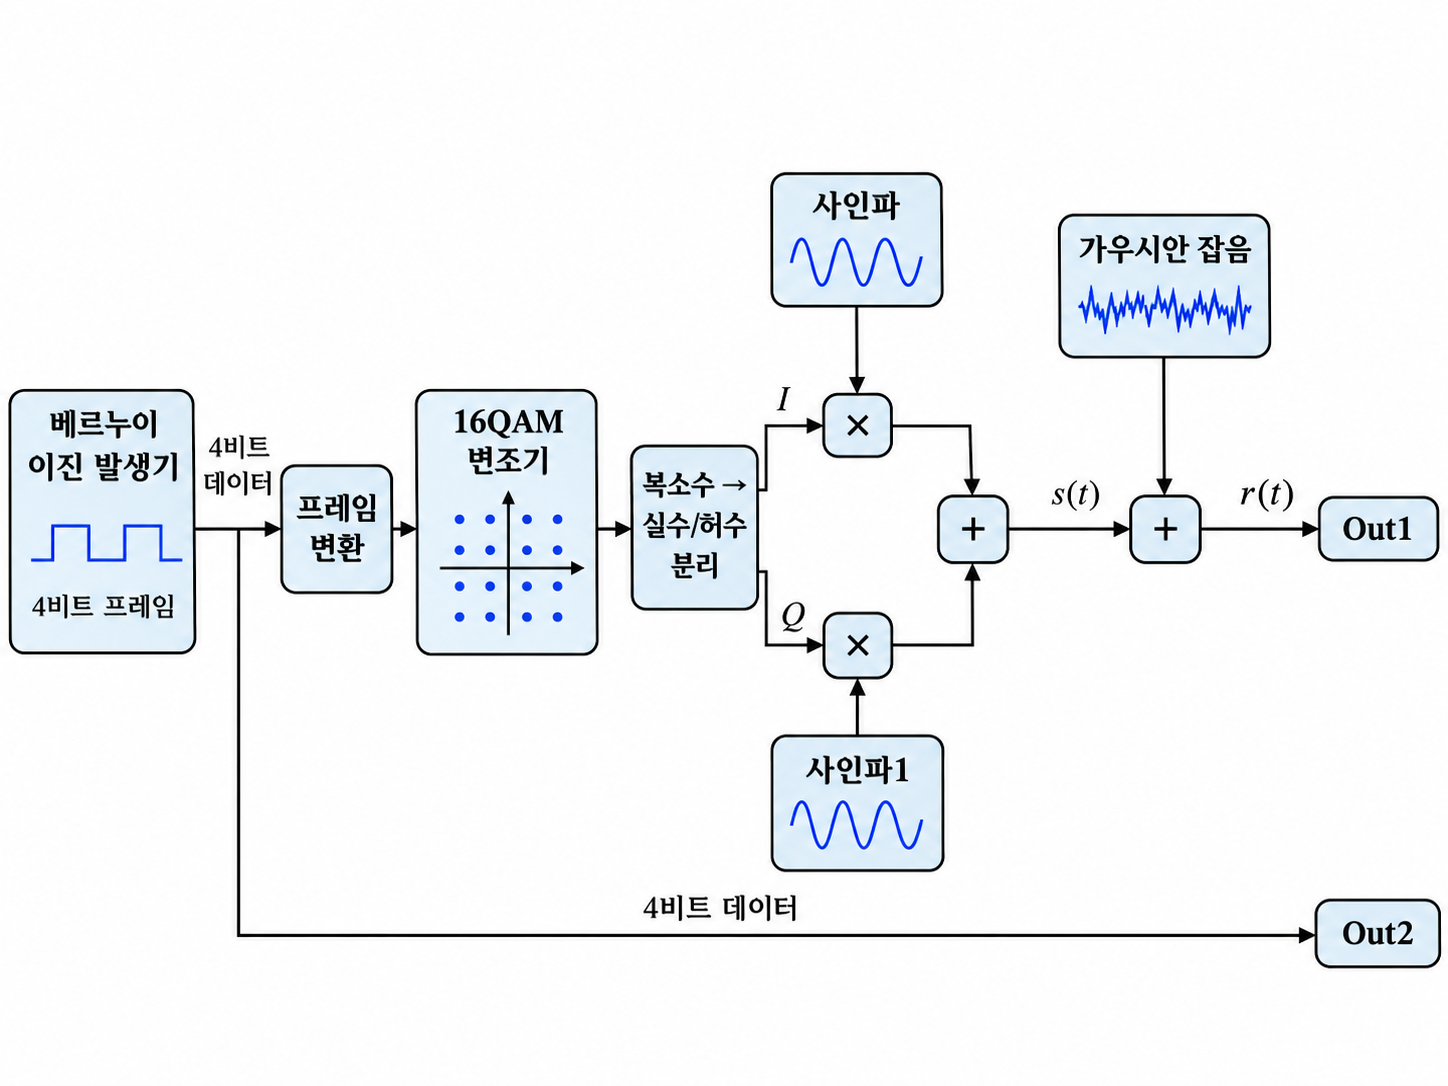 베르누이
이진 발생기
4비트 프레임
4비트
데이터
프레임
변환
16QAM
변조기
복소수 →
실수/허수
분리
I
Q
사인파
×
×
사인파1
+
s(t)
가우시안 잡음
+
r(t)
Out1
4비트 데이터
Out2